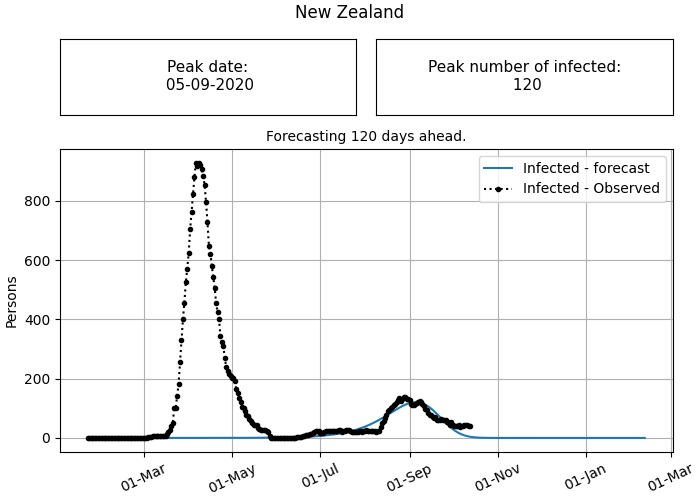 New Zealand
Peak date:
05-09-2020
Peak number of infected:
120
Forecasting 120 days ahead.
Infected - forecast
Infected - Observed
Persons
800
600
400
200
0
01-Mar
01-May
01-Jul
01-Sep
01-Nov
01-Jan
01-Mar